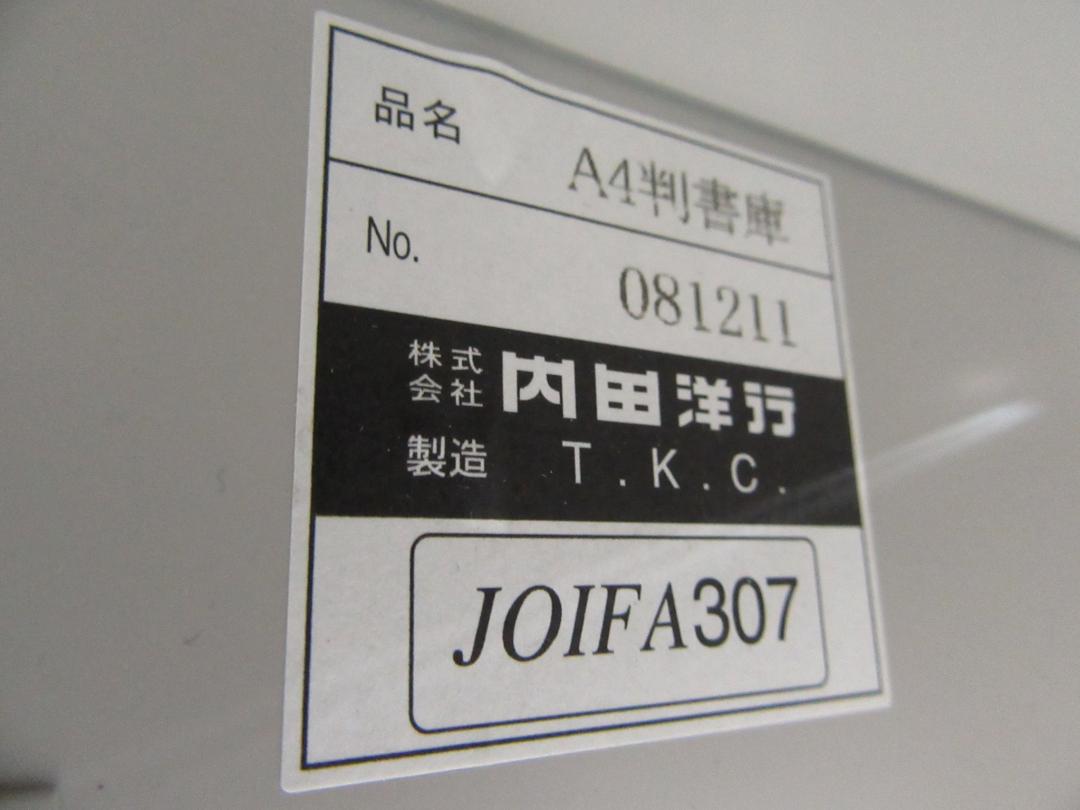 品名 A4判書庫
No. 081211
株式会社 内田洋行
製造 T.K.C.
JOIFA307